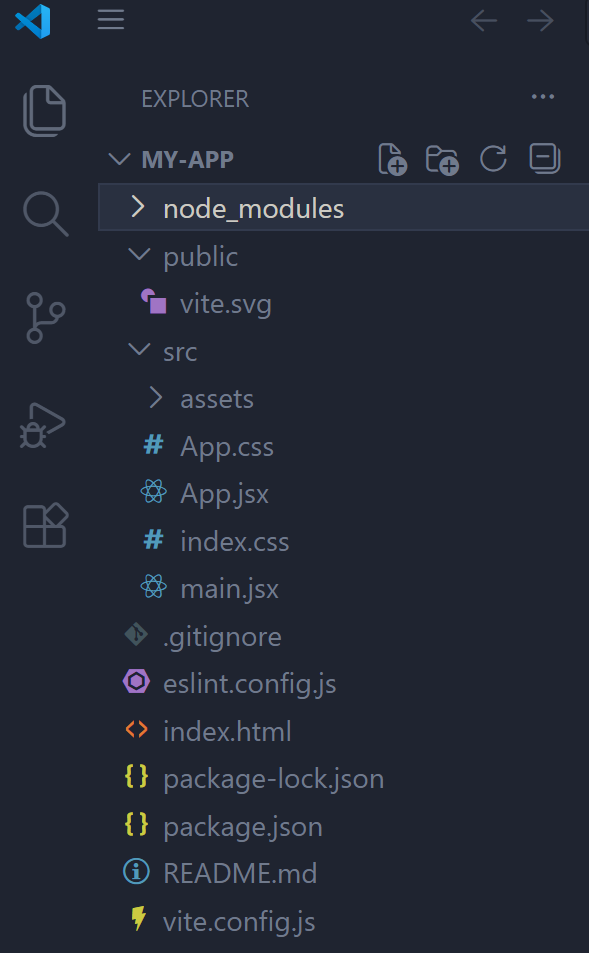 EXPLORER
MY-APP
node_modules
public
vite.svg
src
assets
App.css
App.jsx
index.css
main.jsx
.gitignore
eslint.config.js
index.html
package-lock.json
package.json
README.md
vite.config.js